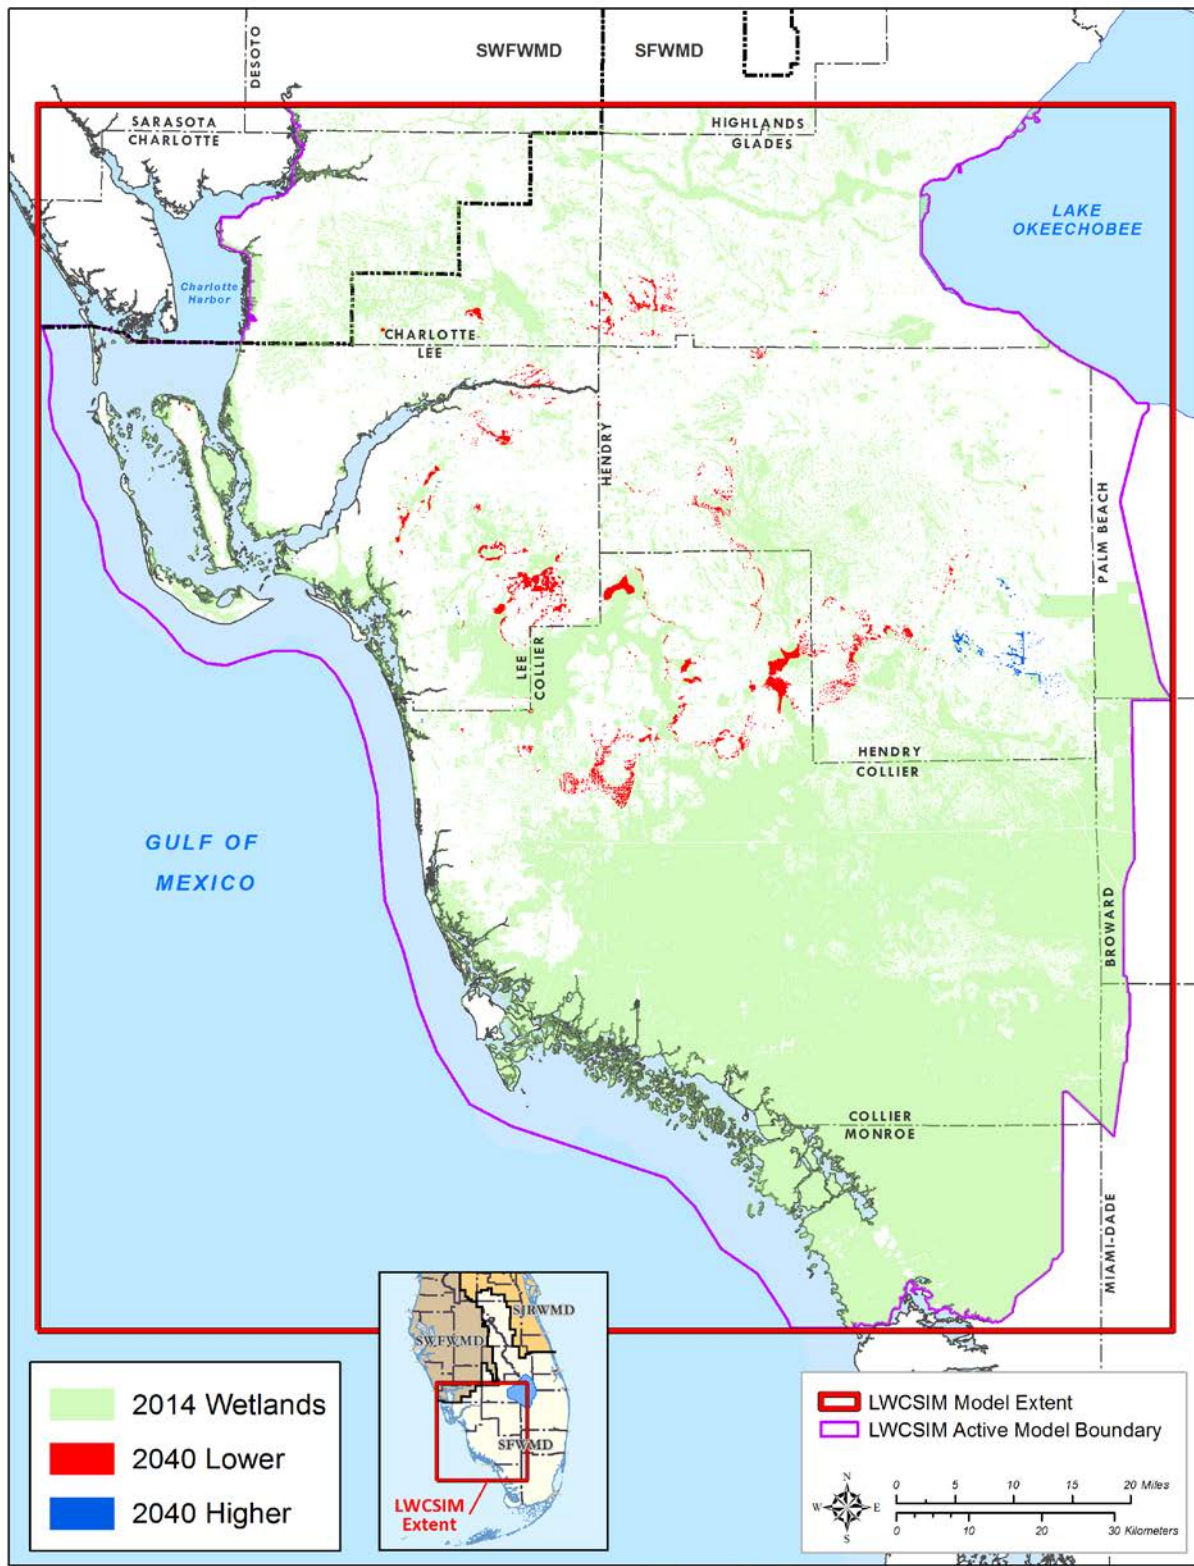 SWFWMD
SFWMD
DESOTO
SARASOTA
CHARLOTTE
HIGHLANDS
GLADES
LAKE
OKEECHOBEE
Charlotte
Harbor
CHARLOTTE
LEE
HENDRY
PALM BEACH
LEE
COLLIER
HENDRY
COLLIER
GULF OF
MEXICO
BROWARD
COLLIER
MONROE
MIAMI-DADE
SJRWMD
SWFWMD
SFWMD
LWCSIM
Extent
2014 Wetlands
2040 Lower
2040 Higher
LWCSIM Model Extent
LWCSIM Active Model Boundary
N
W
E
S
0 5 10 15 20 Miles
0 10 20 30 Kilometers